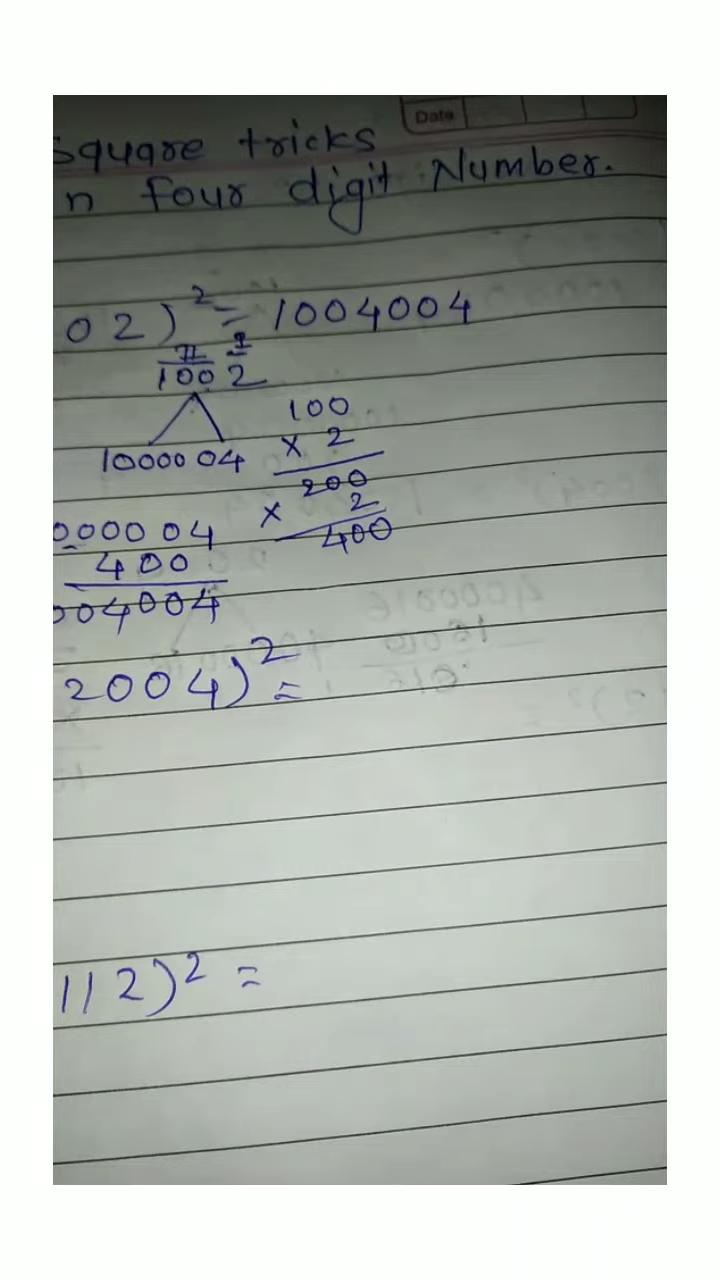 Date
square tricks
n four digit Number.
02)² = 1004004
1002
100
1000004 × 2
200
000004 × 2
400 400
004004
2004)² =
112)² =